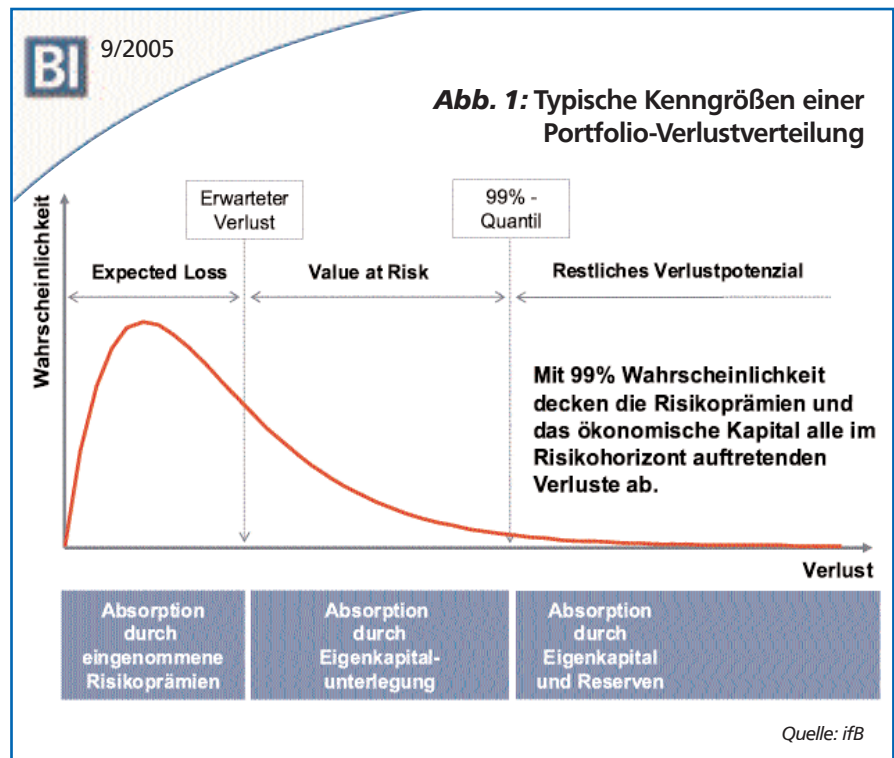 BI
9/2005
Abb. 1: Typische Kenngrößen einer
Portfolio-Verlustverteilung
Wahrscheinlichkeit
Erwarteter
Verlust
99% -
Quantil
Expected Loss
Value at Risk
Restliches Verlustpotenzial
Mit 99% Wahrscheinlichkeit
decken die Risikoprämien und
das ökonomische Kapital alle im
Risikohorizont auftretenden
Verluste ab.
Verlust
Absorption
durch
eingenommene
Risikoprämien
Absorption
durch
Eigenkapital-
unterlegung
Absorption
durch
Eigenkapital
und Reserven
Quelle: ifB